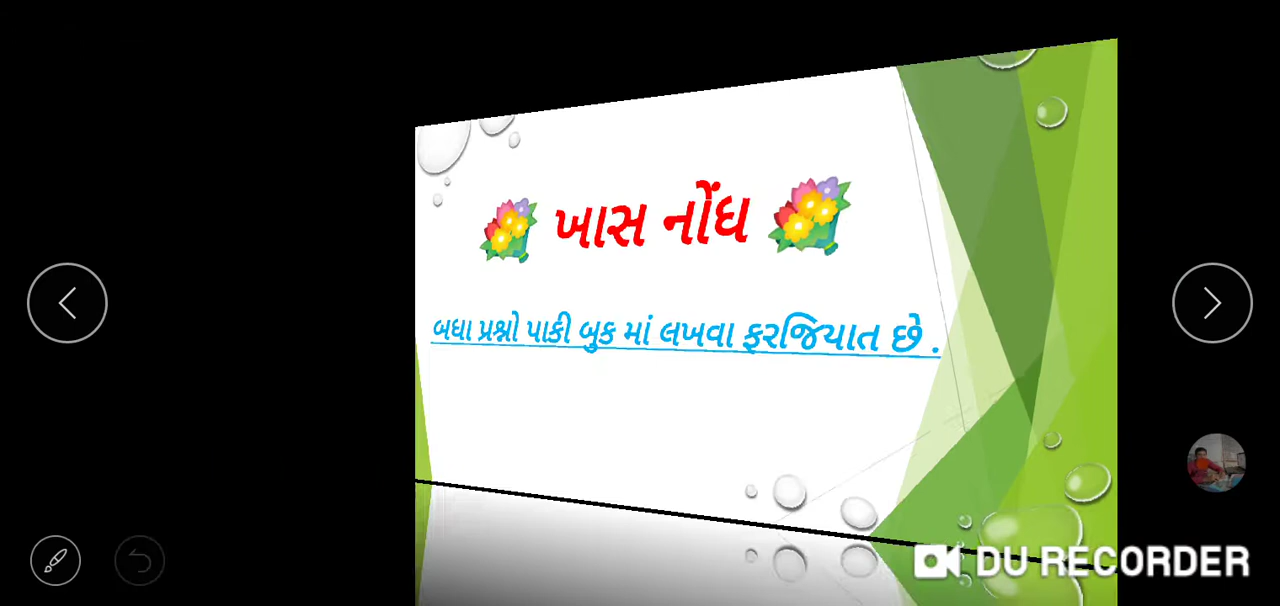 ખાસ નોંધ
બધા પ્રશ્નો પાકી બુક માં લખવા ફરજિયાત છે .
DU RECORDER